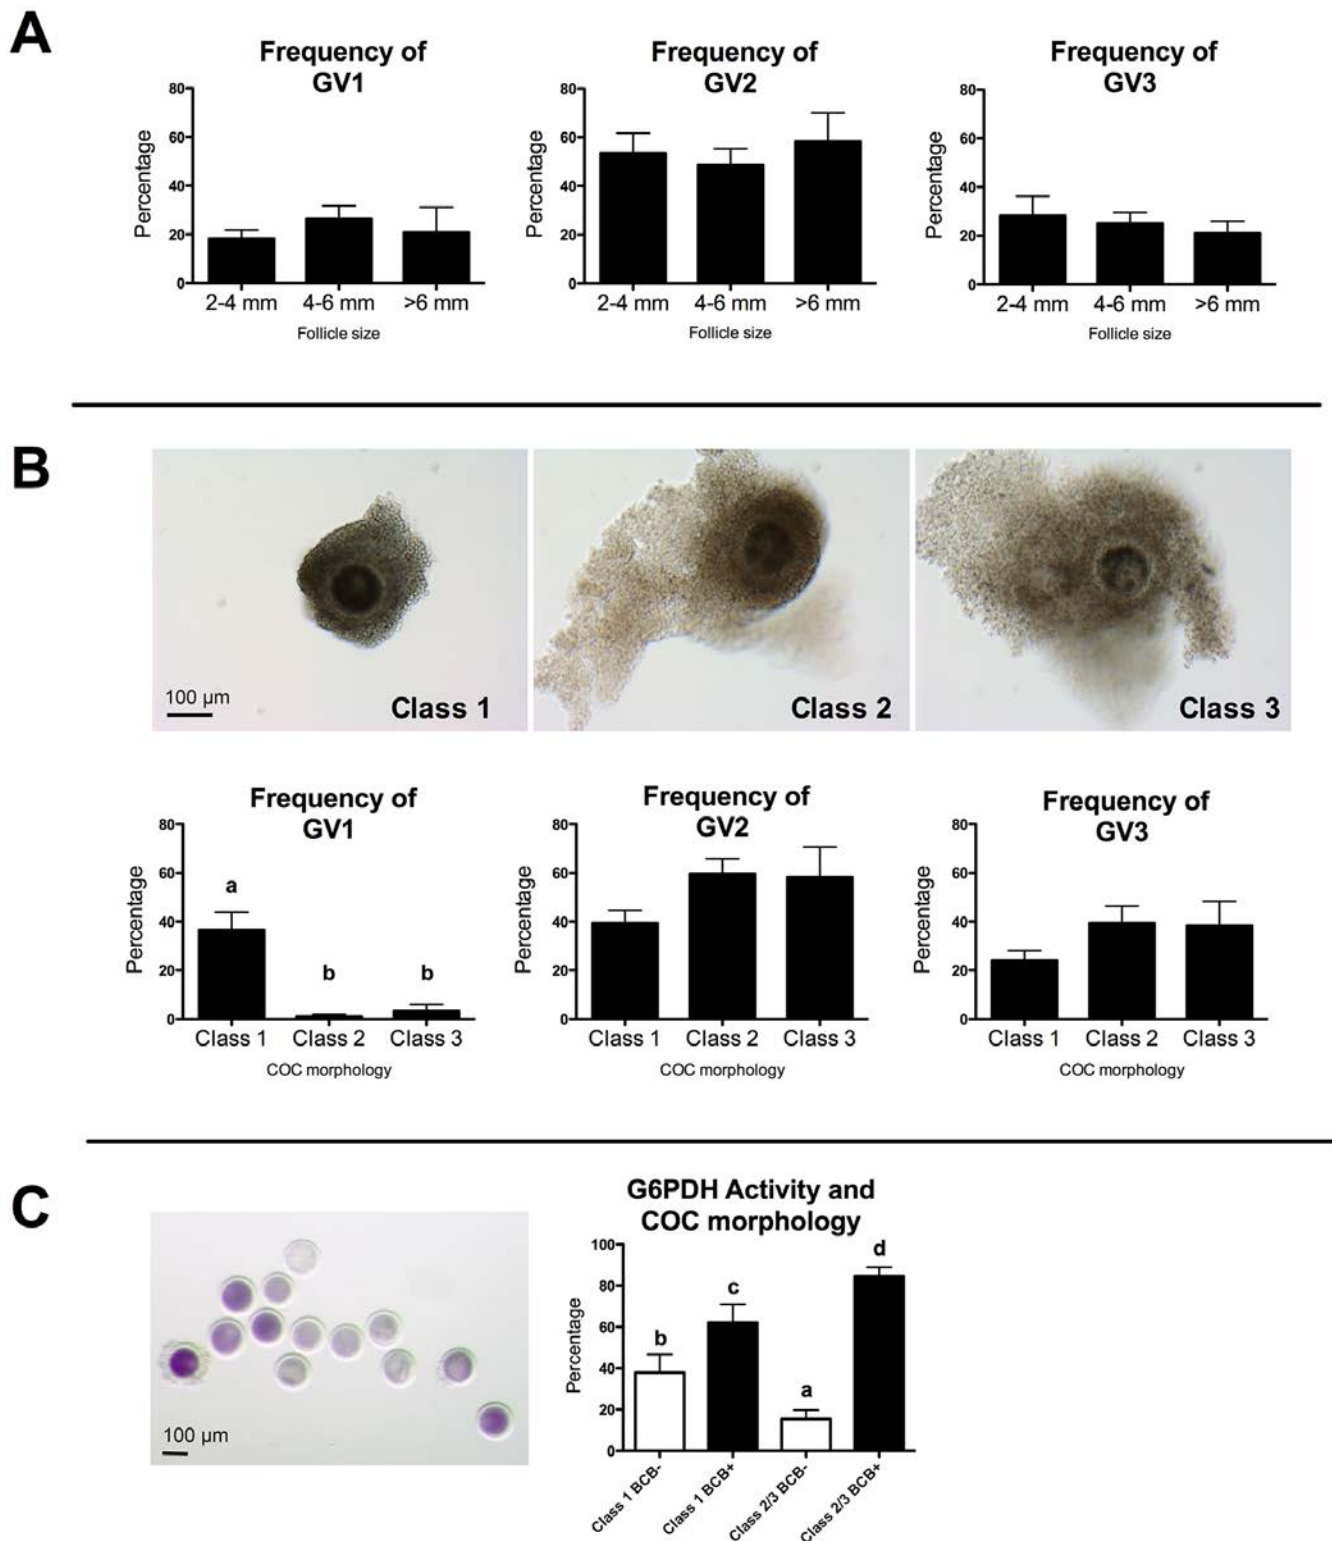 A
Frequency of
GV1
80
60
40
20
0
Percentage
2-4 mm 4-6 mm >6 mm
Follicle size
Frequency of
GV2
80
60
40
20
0
Percentage
2-4 mm 4-6 mm >6 mm
Follicle size
Frequency of
GV3
80
60
40
20
0
Percentage
2-4 mm 4-6 mm >6 mm
Follicle size
B
100 µm
Class 1
Class 2
Class 3
Frequency of
GV1
80
60
40
20
0
Percentage
a
b
b
Class 1 Class 2 Class 3
COC morphology
Frequency of
GV2
80
60
40
20
0
Percentage
Class 1 Class 2 Class 3
COC morphology
Frequency of
GV3
80
60
40
20
0
Percentage
Class 1 Class 2 Class 3
COC morphology
C
100 µm
G6PDH Activity and
COC morphology
100
80
60
40
20
0
Percentage
b
c
a
d
Class 1 BCB-
Class 1 BCB+
Class 2/3 BCB-
Class 2/3 BCB+